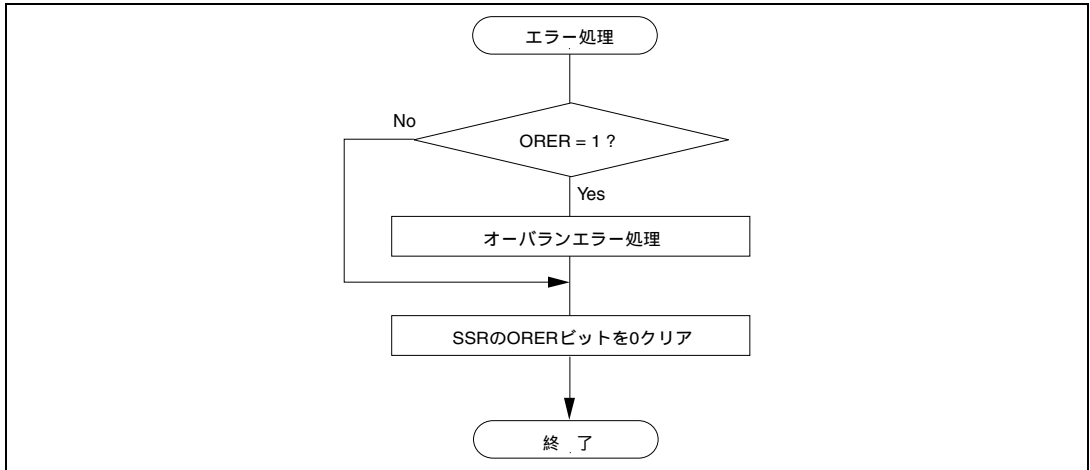 エラー処理
No
ORER = 1 ?
Yes
オーバランエラー処理
SSRのORERビットを0クリア
終 了